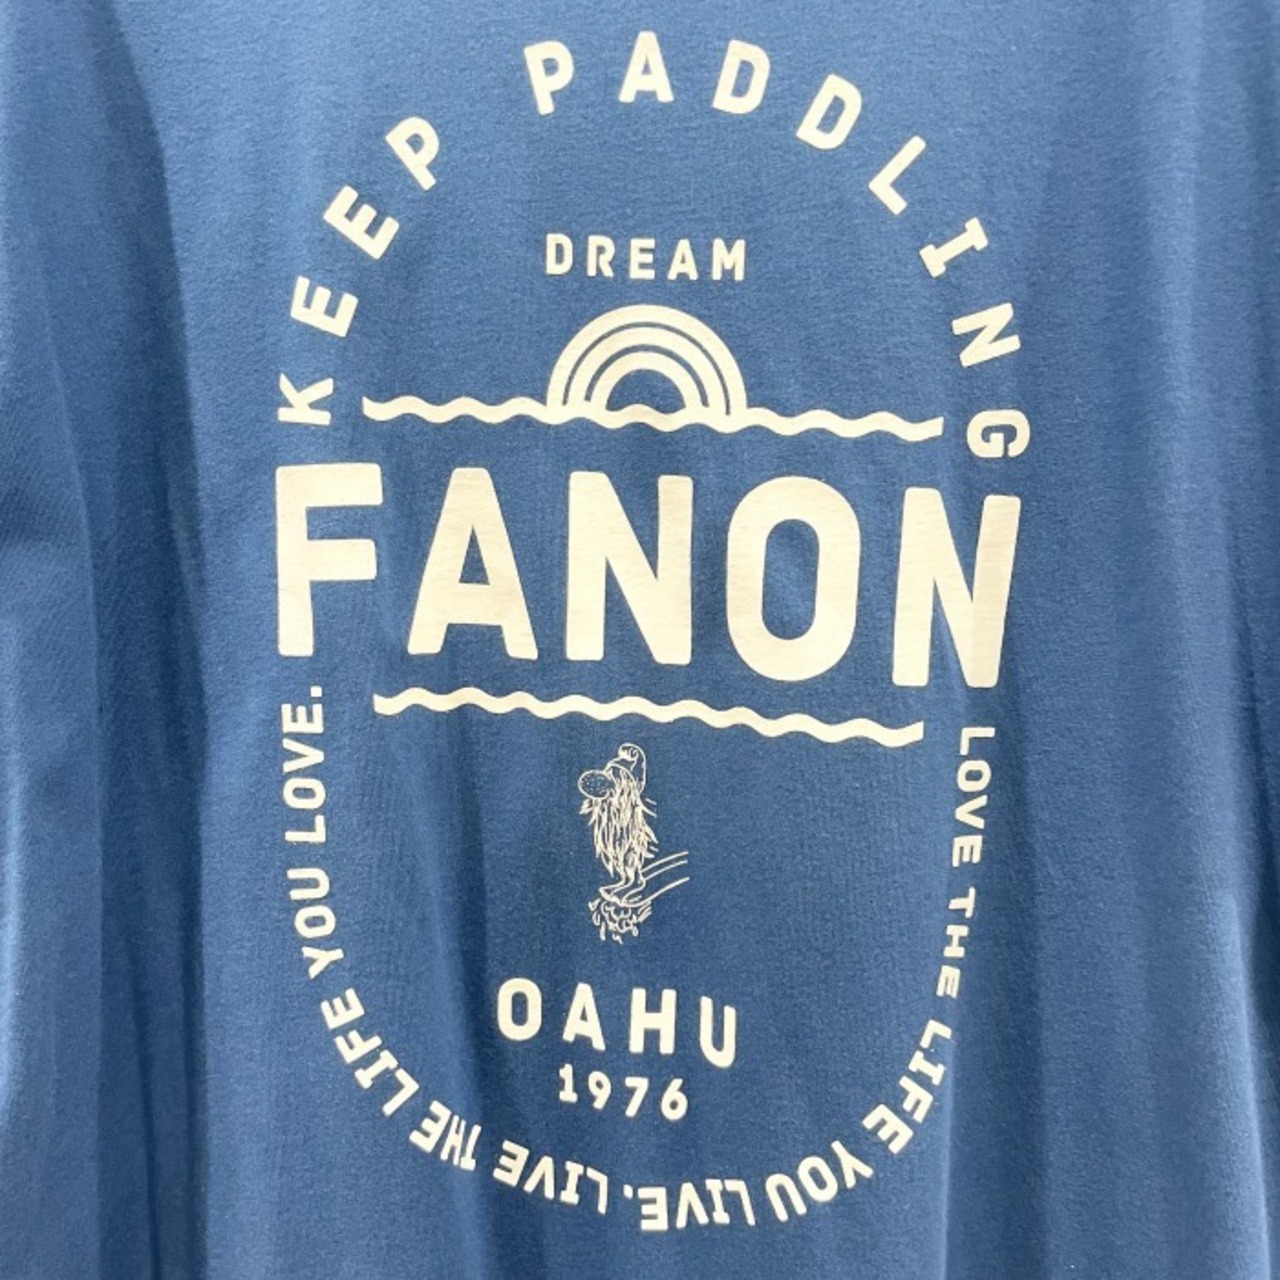 KEEP PADDLING
DREAM
FANON
OAHU
1976
LOVE THE LIFE YOU LIVE. LIVE THE LIFE YOU LOVE.